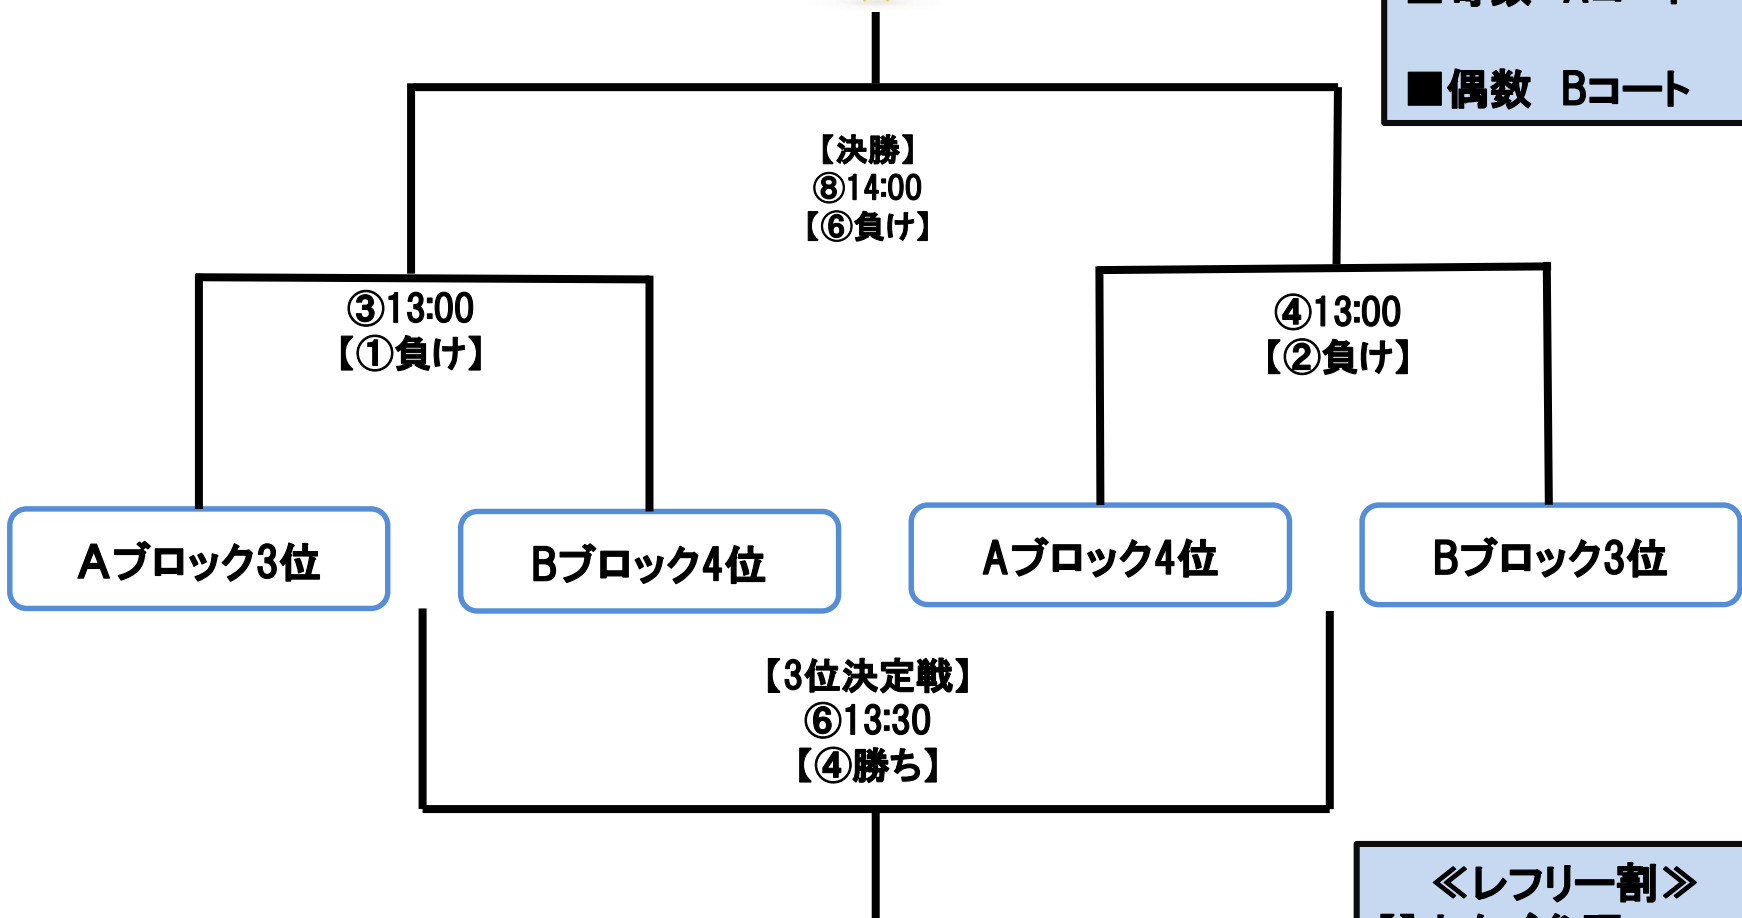 ■偶数 Bコート
【決勝】
⑧14:00
【⑥負け】
③13:00
【①負け】
④13:00
【②負け】
Aブロック3位
Bブロック4位
Aブロック4位
Bブロック3位
【3位決定戦】
⑥13:30
【④勝ち】
≪レフリー割≫